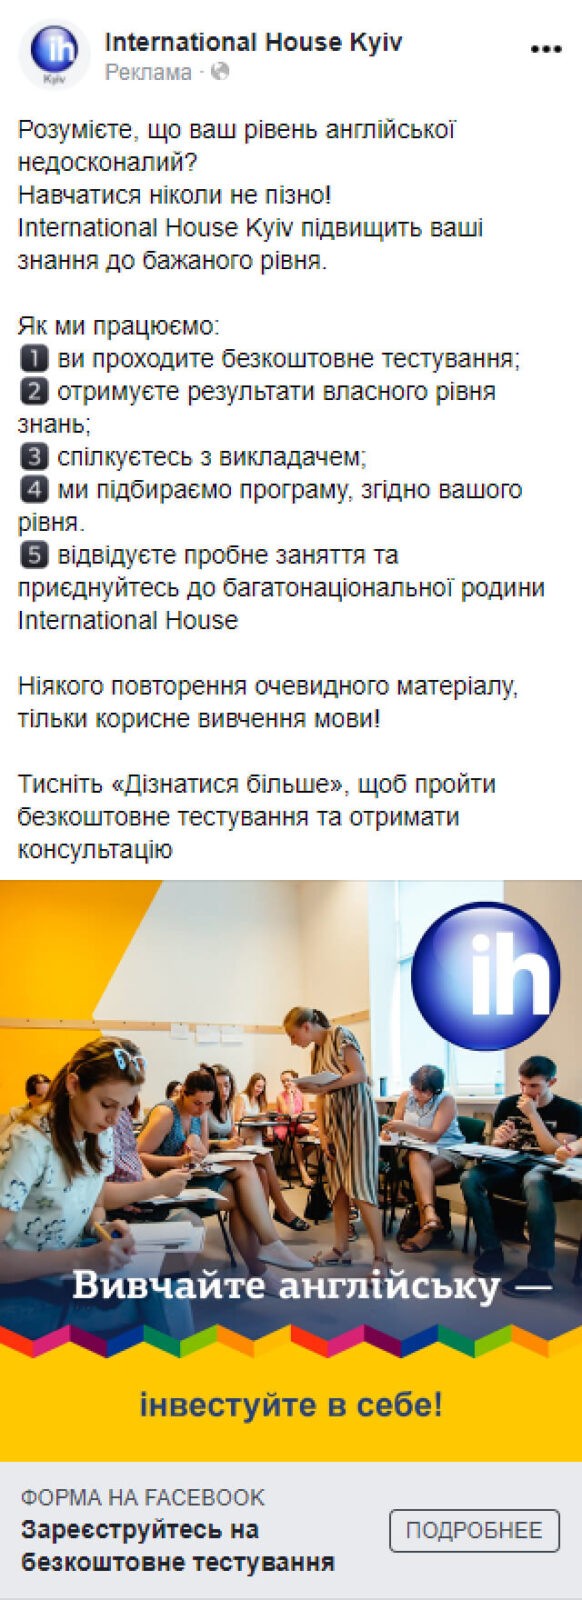 ih
Kyiv
International House Kyiv
Реклама ·
Розумієте, що ваш рівень англійської
недосконалий?
Навчатися ніколи не пізно!
International House Kyiv підвищить ваші
знання до бажаного рівня.
Як ми працюємо:
1 ви проходите безкоштовне тестування;
2 отримуєте результати власного рівня
знань;
3 спілкуєтесь з викладачем;
4 ми підбираємо програму, згідно вашого
рівня.
5 відвідуєте пробне заняття та
приєднуйтесь до багатонаціональної родини
International House
Ніякого повторення очевидного матеріалу,
тільки корисне вивчення мови!
Тисніть «Дізнатися більше», щоб пройти
безкоштовне тестування та отримати
консультацію
ih
Вивчайте англійську —
інвестуйте в себе!
ФОРМА НА FACEBOOK
Зареєструйтесь на
безкоштовне тестування
ПОДРОБНЕЕ